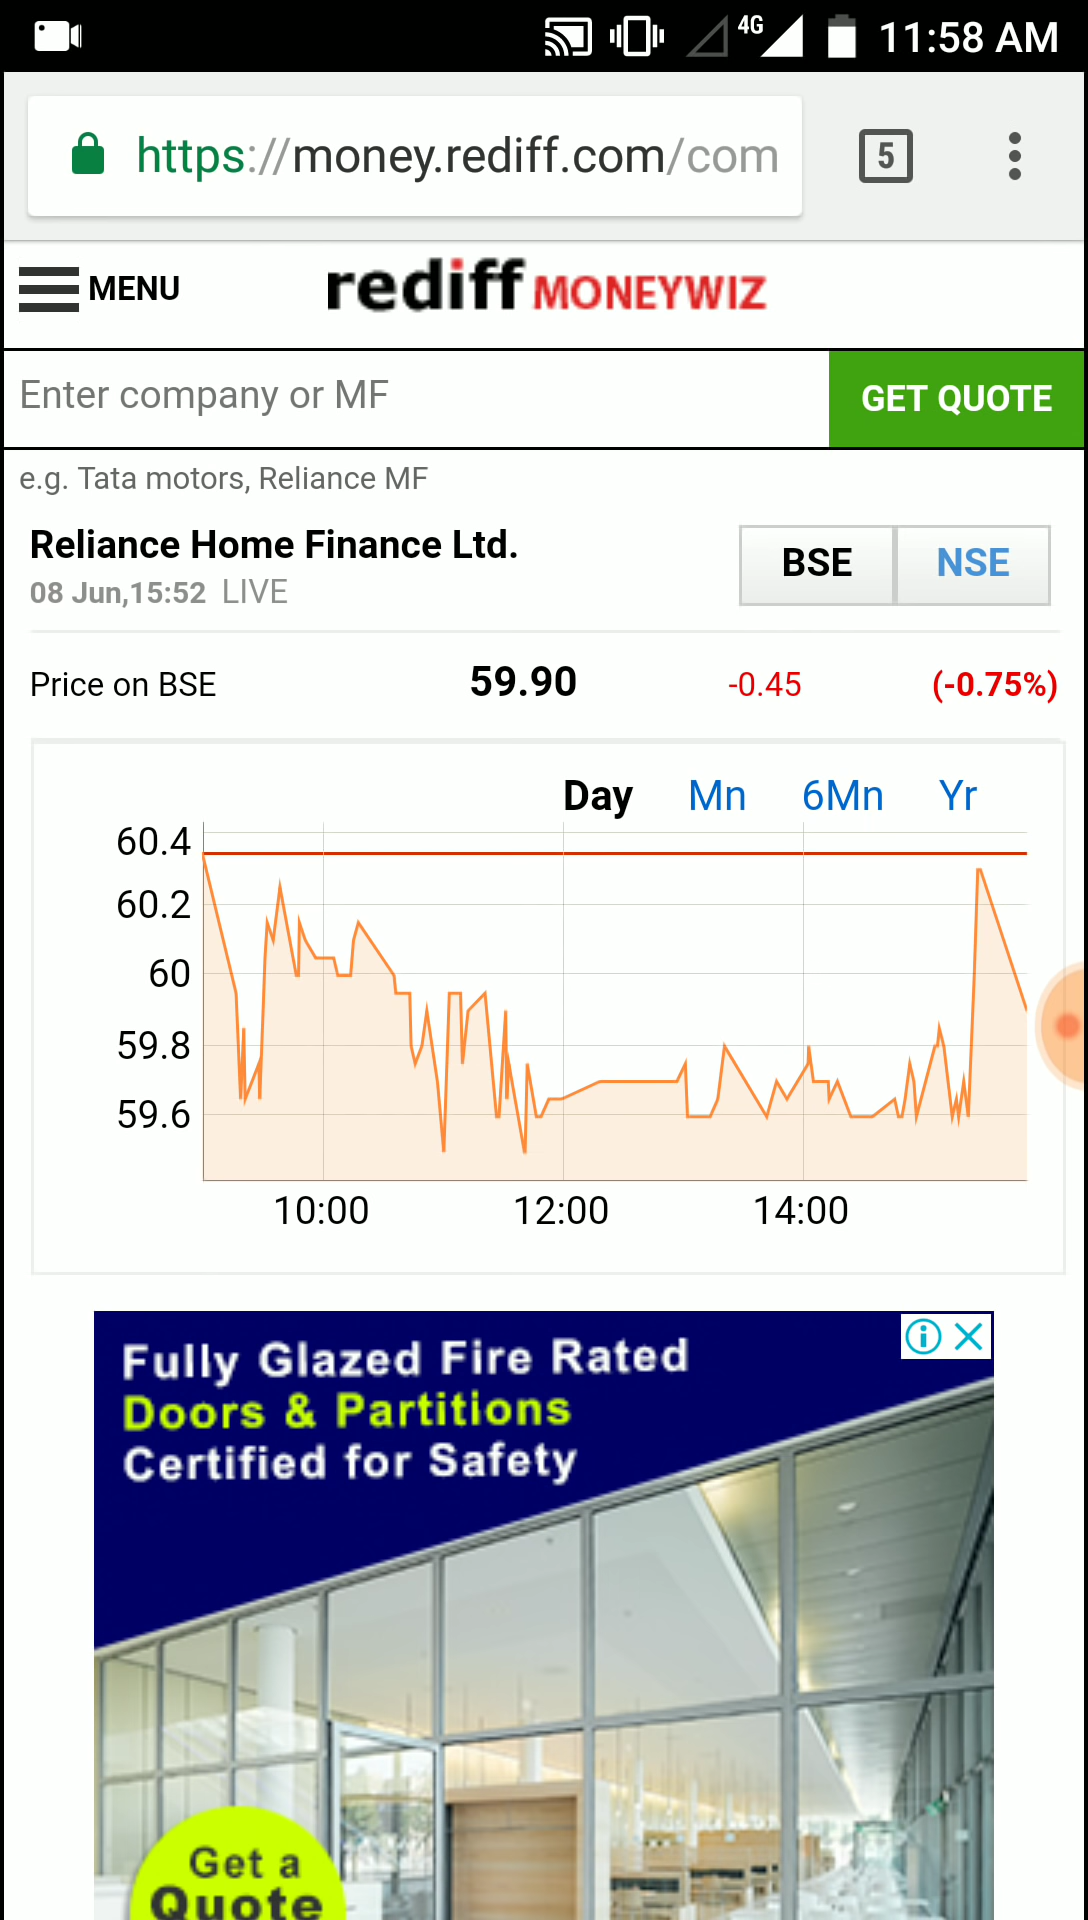 4G 11:58 AM
https://money.rediff.com/com 5
MENU rediff MONEYWIZ
Enter company or MF GET QUOTE
e.g. Tata motors, Reliance MF
Reliance Home Finance Ltd. BSE NSE
08 Jun,15:52 LIVE
Price on BSE 59.90 -0.45 (-0.75%)
Day Mn 6Mn Yr
60.4
60.2
60
59.8
59.6
10:00 12:00 14:00
Fully Glazed Fire Rated
Doors & Partitions
Certified for Safety
Get a
Quote